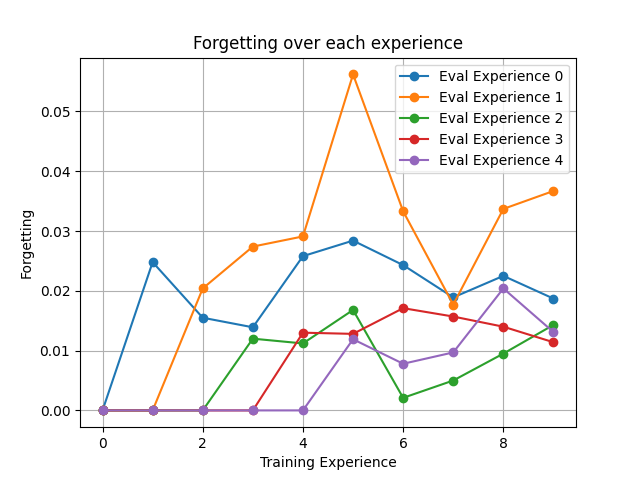 Forgetting over each experience
Eval Experience 0
Eval Experience 1
Eval Experience 2
Eval Experience 3
Eval Experience 4
Forgetting
0.05
0.04
0.03
0.02
0.01
0.00
0 2 4 6 8
Training Experience